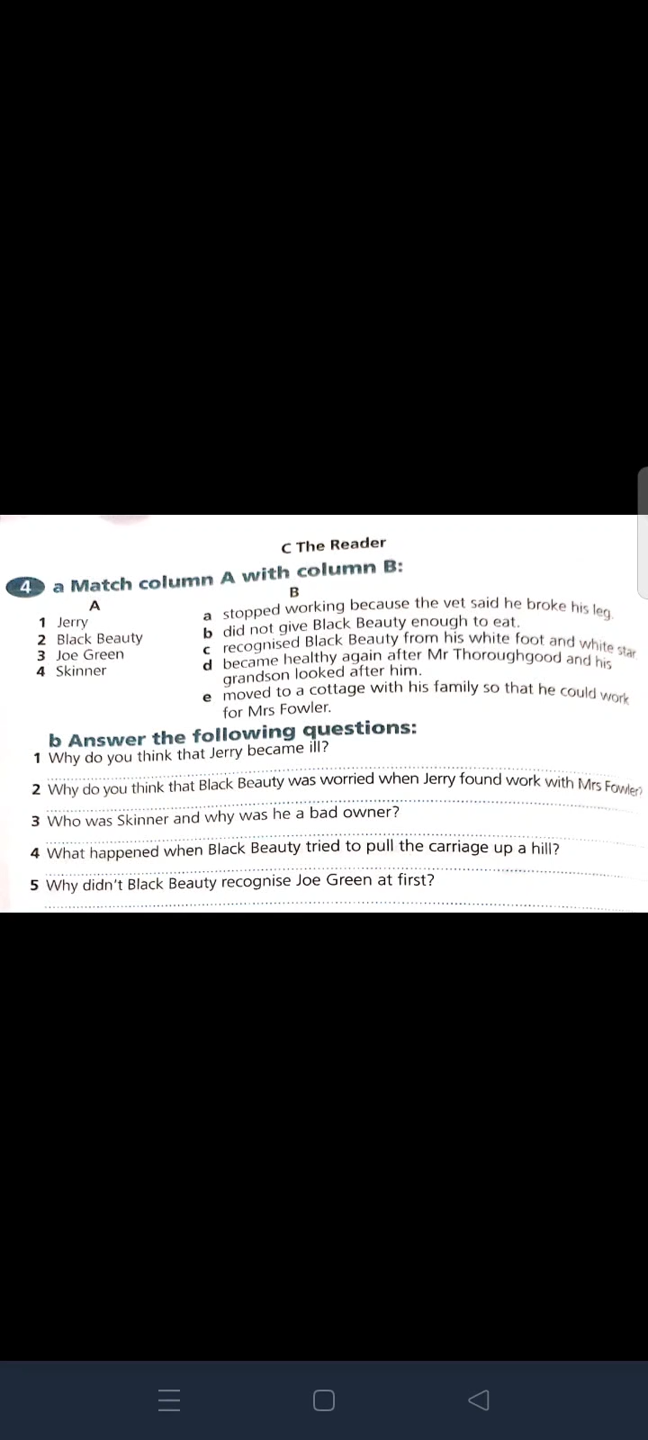 C The Reader
4 a Match column A with column B:
A B
1 Jerry
2 Black Beauty
3 Joe Green
4 Skinner
a stopped working because the vet said he broke his leg.
b did not give Black Beauty enough to eat.
c recognised Black Beauty from his white foot and white star
d became healthy again after Mr Thoroughgood and his
grandson looked after him.
e moved to a cottage with his family so that he could work
for Mrs Fowler.
b Answer the following questions:
1 Why do you think that Jerry became ill?
2 Why do you think that Black Beauty was worried when Jerry found work with Mrs Fowler?
3 Who was Skinner and why was he a bad owner?
4 What happened when Black Beauty tried to pull the carriage up a hill?
5 Why didn't Black Beauty recognise Joe Green at first?